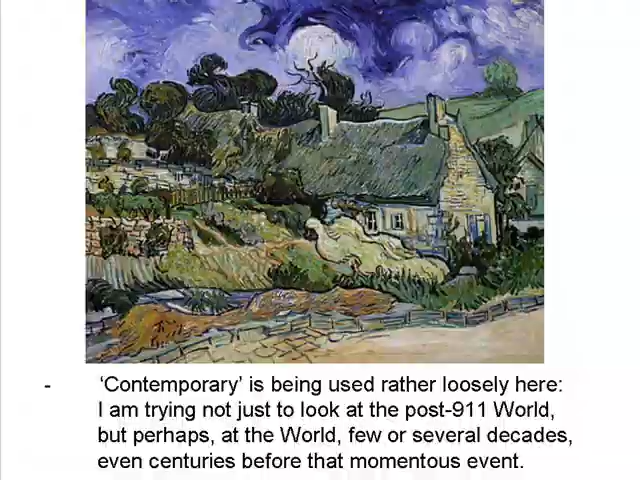 - ‘Contemporary’ is being used rather loosely here:
I am trying not just to look at the post-911 World,
but perhaps, at the World, few or several decades,
even centuries before that momentous event.